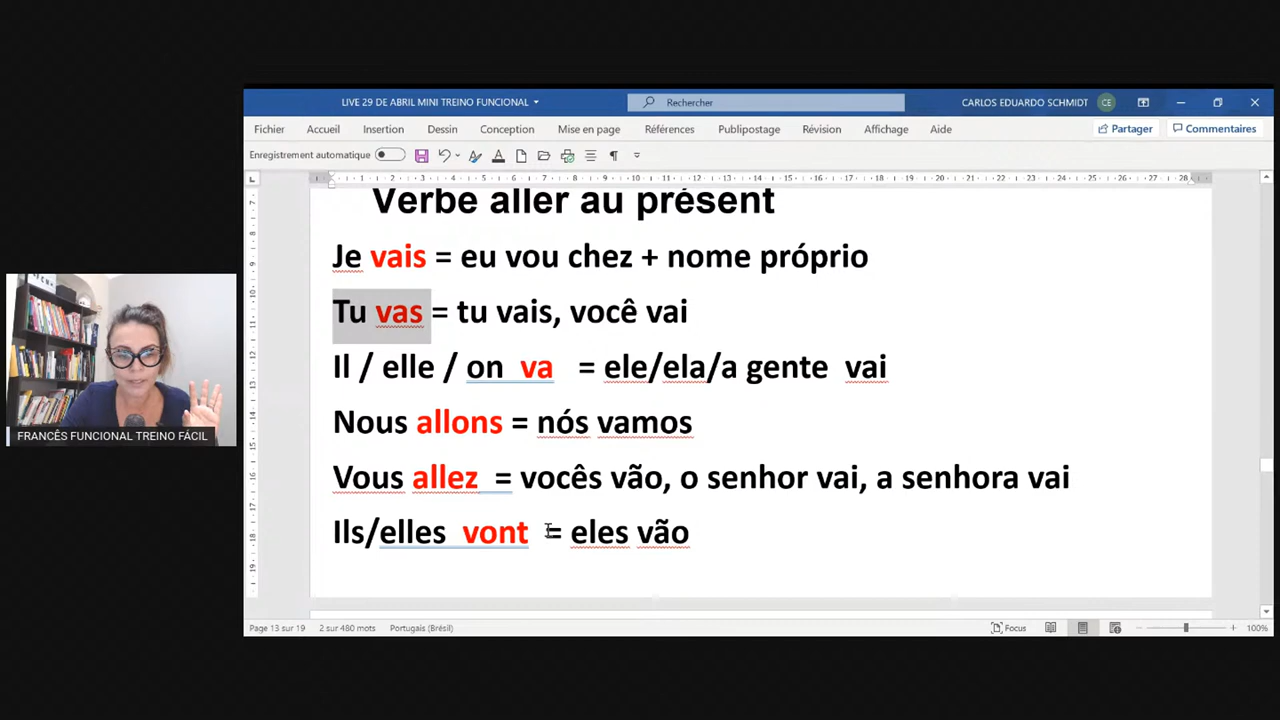 LIVE 29 DE ABRIL MINI TREINO FUNCIONAL
Rechercher
CARLOS EDUARDO SCHMIDT
CE
Fichier Accueil Insertion Dessin Conception Mise en page Références Publipostage Révision Affichage Aide
Partager Commentaires
Enregistrement automatique
Verbe aller au présent
Je vais = eu vou chez + nome próprio
Tu vas = tu vais, você vai
Il / elle / on va = ele/ela/a gente vai
Nous allons = nós vamos
Vous allez = vocês vão, o senhor vai, a senhora vai
Ils/elles vont = eles vão
FRANCÊS FUNCIONAL TREINO FÁCIL
Page 13 sur 19 2 sur 480 mots Portugais (Brésil)
Focus
100%